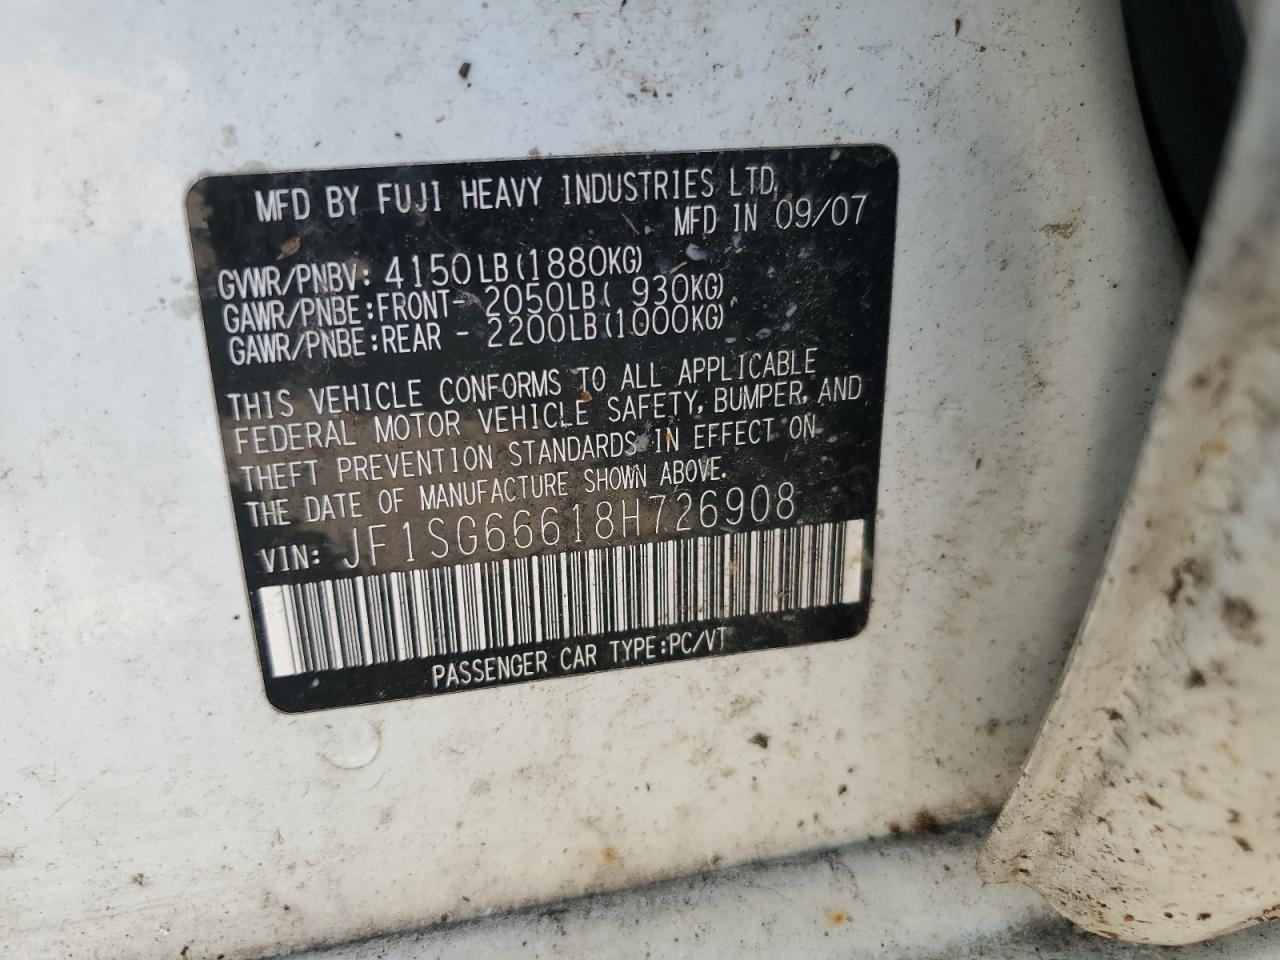 MFD BY FUJI HEAVY INDUSTRIES LTD.
MFD IN 09/07
GVWR/PNBV: 4150LB(1880KG)
GAWR/PNBE:FRONT- 2050LB( 930KG)
GAWR/PNBE:REAR - 2200LB(1000KG)
THIS VEHICLE CONFORMS TO ALL APPLICABLE
FEDERAL MOTOR VEHICLE SAFETY, BUMPER, AND
THEFT PREVENTION STANDARDS IN EFFECT ON
THE DATE OF MANUFACTURE SHOWN ABOVE.
VIN: JF1SG66618H726908
PASSENGER CAR TYPE:PC/VT